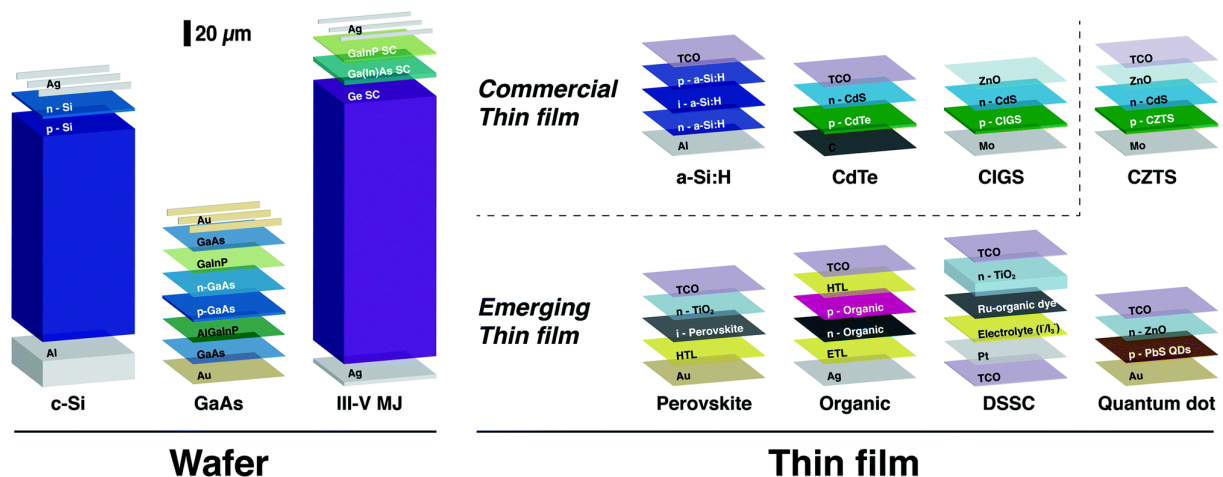 20 µm
Ag
n - Si
p - Si
Al
c-Si
Au
GaAs
GaInP
n-GaAs
p-GaAs
AlGaInP
GaAs
Au
GaAs
Ag
GaInP SC
Ga(In)As SC
Ge SC
Ag
III-V MJ
Wafer
Commercial
Thin film
TCO
p - a-Si:H
i - a-Si:H
n - a-Si:H
Al
a-Si:H
TCO
n - CdS
p - CdTe
C
CdTe
ZnO
n - CdS
p - CIGS
Mo
CIGS
TCO
ZnO
n - CdS
p - CZTS
Mo
CZTS
Emerging
Thin film
TCO
n - TiO₂
i - Perovskite
HTL
Au
Perovskite
TCO
HTL
p - Organic
n - Organic
ETL
Ag
Organic
TCO
n - TiO₂
Ru-organic dye
Electrolyte (I⁻/I₃⁻)
Pt
TCO
DSSC
TCO
n - ZnO
p - PbS QDs
Au
Quantum dot
Thin film